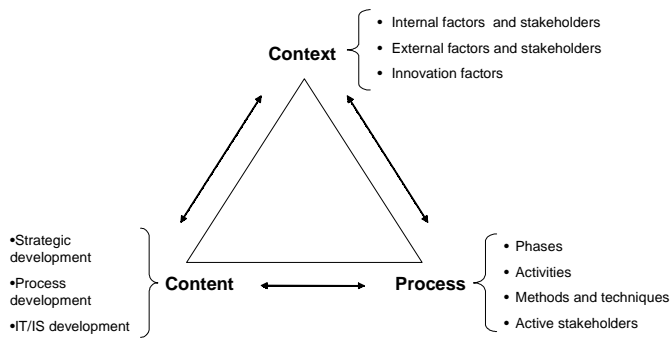 • Internal factors and stakeholders
• External factors and stakeholders
• Innovation factors
Context
•Strategic
development
•Process
development
•IT/IS development
Content
Process
• Phases
• Activities
• Methods and techniques
• Active stakeholders